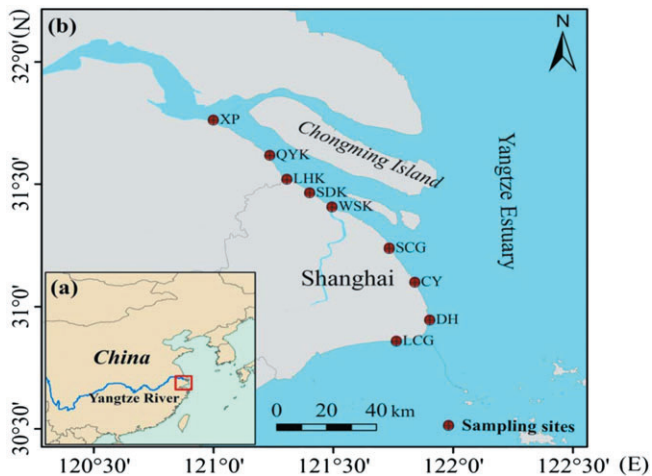 (b)
N
32°0'(N)
31°30'
31°0'
30°30'
XP
QYK
LHK
SDK
WSK
SCG
CY
DH
LCG
Chongming Island
Yangtze Estuary
Shanghai
(a)
China
Yangtze River
0 20 40 km
Sampling sites
120°30' 121°0' 121°50' 122°0' 122°30' (E)